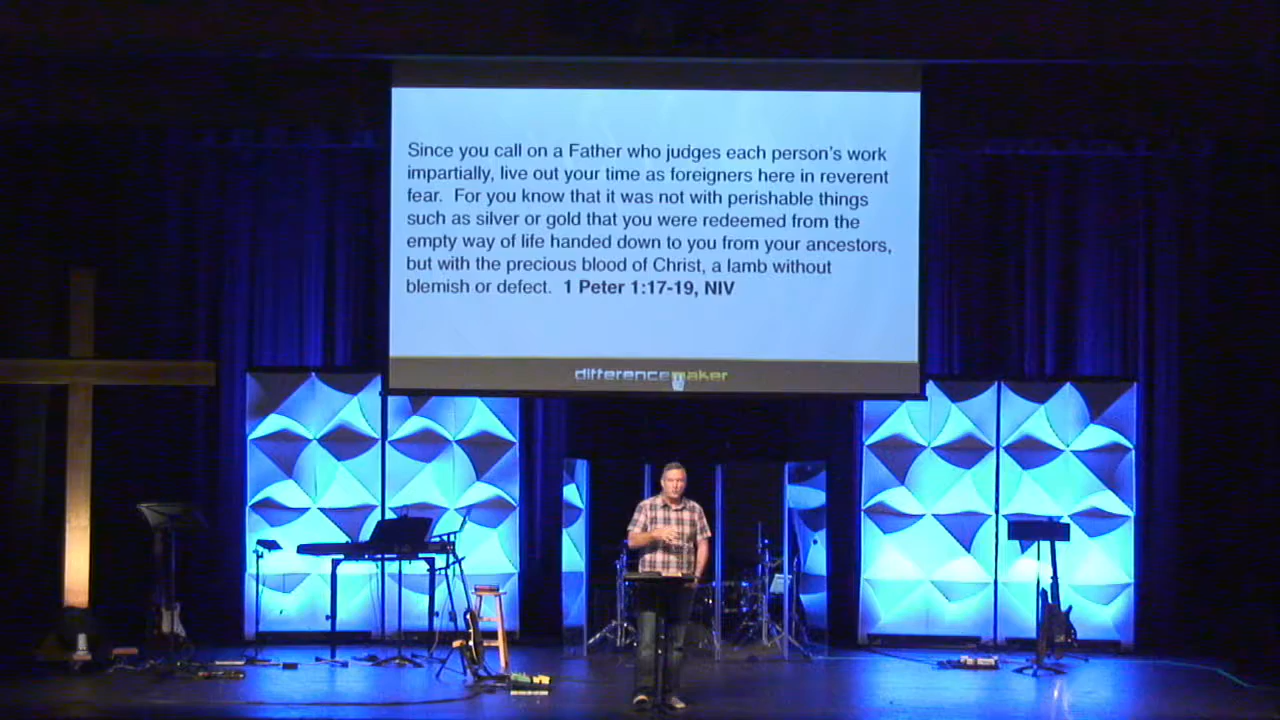 Since you call on a Father who judges each person's work
impartially, live out your time as foreigners here in reverent
fear.  For you know that it was not with perishable things
such as silver or gold that you were redeemed from the
empty way of life handed down to you from your ancestors,
but with the precious blood of Christ, a lamb without
blemish or defect.  1 Peter 1:17-19, NIV
differencemaker